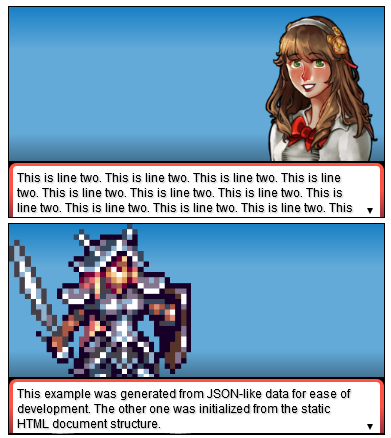 This is line two. This is line two. This is line two. This is line
two. This is line two. This is line two. This is line two. This is
line two. This is line two. This is line two. This is line two. This
This example was generated from JSON-like data for ease of
development. The other one was initialized from the static
HTML document structure.